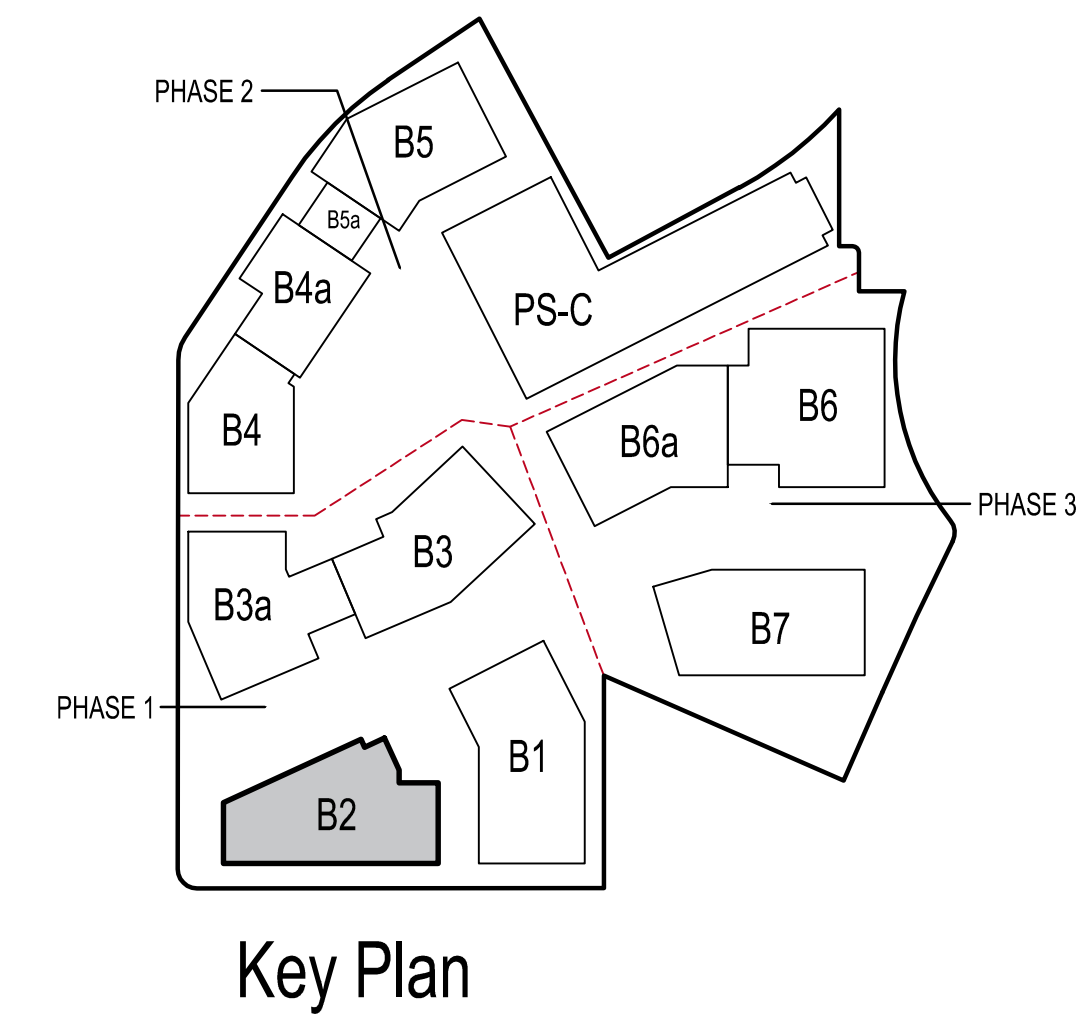 PHASE 2
B5
B5a
B4a
PS-C
B4
B6a
B6
PHASE 3
B3
B3a
B7
PHASE 1
B1
B2
Key Plan